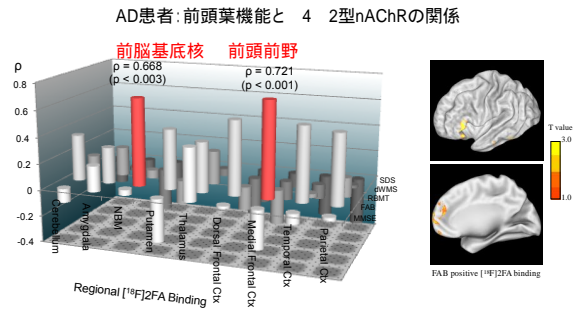 AD患者：前頭葉機能と 4 2型nAChRの関係
前脳基底核 前頭前野
ρ = 0.668
(p < 0.003)
ρ = 0.721
(p < 0.001)
ρ
0.8
0.6
0.4
0.2
0
-0.2
-0.4
Cerebellum
Amygdala
NBM
Putamen
Thalamus
Dorsal Frontal Ctx
Medial Frontal Ctx
Temporal Ctx
Parietal Ctx
SDS
dWMS
RBMT
FAB
MMSE
Regional [¹⁸F]2FA Binding
T value
3.0
1.0
FAB positive [¹⁸F]2FA binding